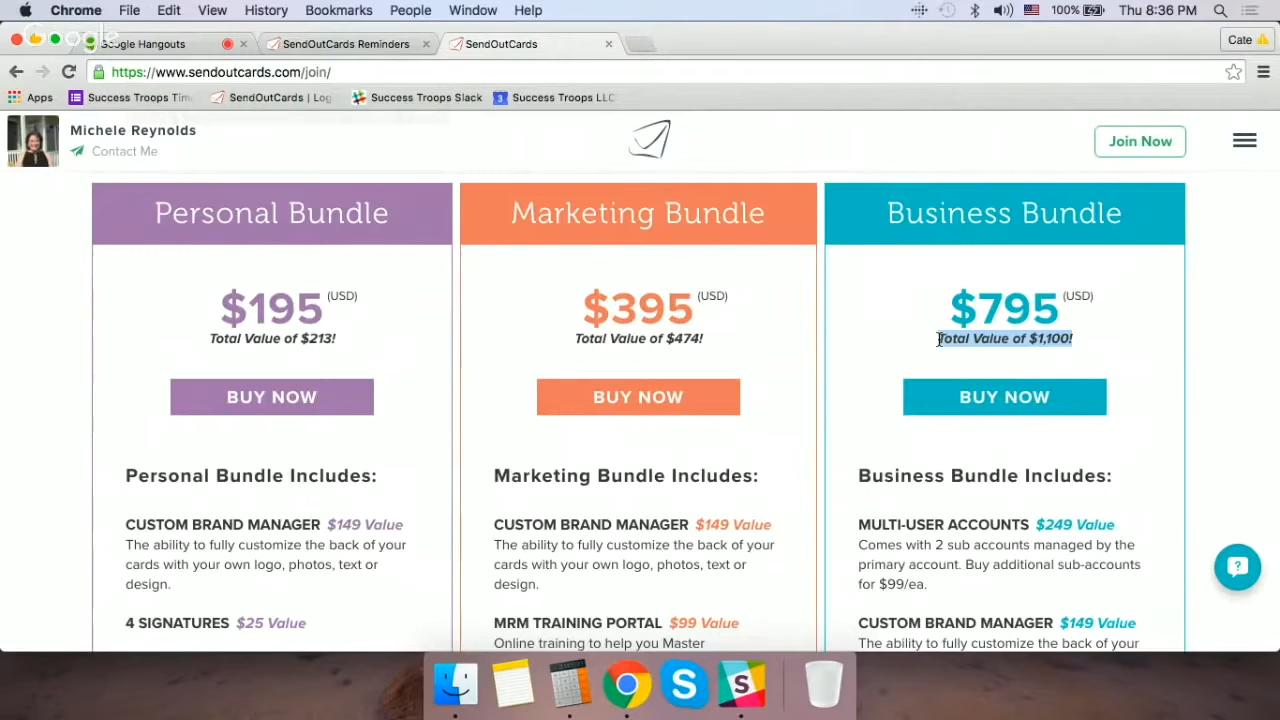 Chrome File Edit View History Bookmarks People Window Help 100% Thu 8:36 PM
Google Hangouts SendOutCards Reminders SendOutCards Cate
https://www.sendoutcards.com/join/
Apps Success Troops Tim SendOutCards | Log Success Troops Slack 3 Success Troops LLC
Michele Reynolds
Contact Me
Join Now
Personal Bundle Marketing Bundle Business Bundle
$195 (USD) $395 (USD) $795 (USD)
Total Value of $213! Total Value of $474! Total Value of $1,100!
BUY NOW BUY NOW BUY NOW
Personal Bundle Includes: Marketing Bundle Includes: Business Bundle Includes:
CUSTOM BRAND MANAGER $149 Value CUSTOM BRAND MANAGER $149 Value MULTI-USER ACCOUNTS $249 Value
The ability to fully customize the back of your The ability to fully customize the back of your Comes with 2 sub accounts managed by the
cards with your own logo, photos, text or cards with your own logo, photos, text or primary account. Buy additional sub-accounts
design. design. for $99/ea.
4 SIGNATURES $25 Value MRM TRAINING PORTAL $99 Value CUSTOM BRAND MANAGER $149 Value
Online training to help you Master The ability to fully customize the back of your
S S